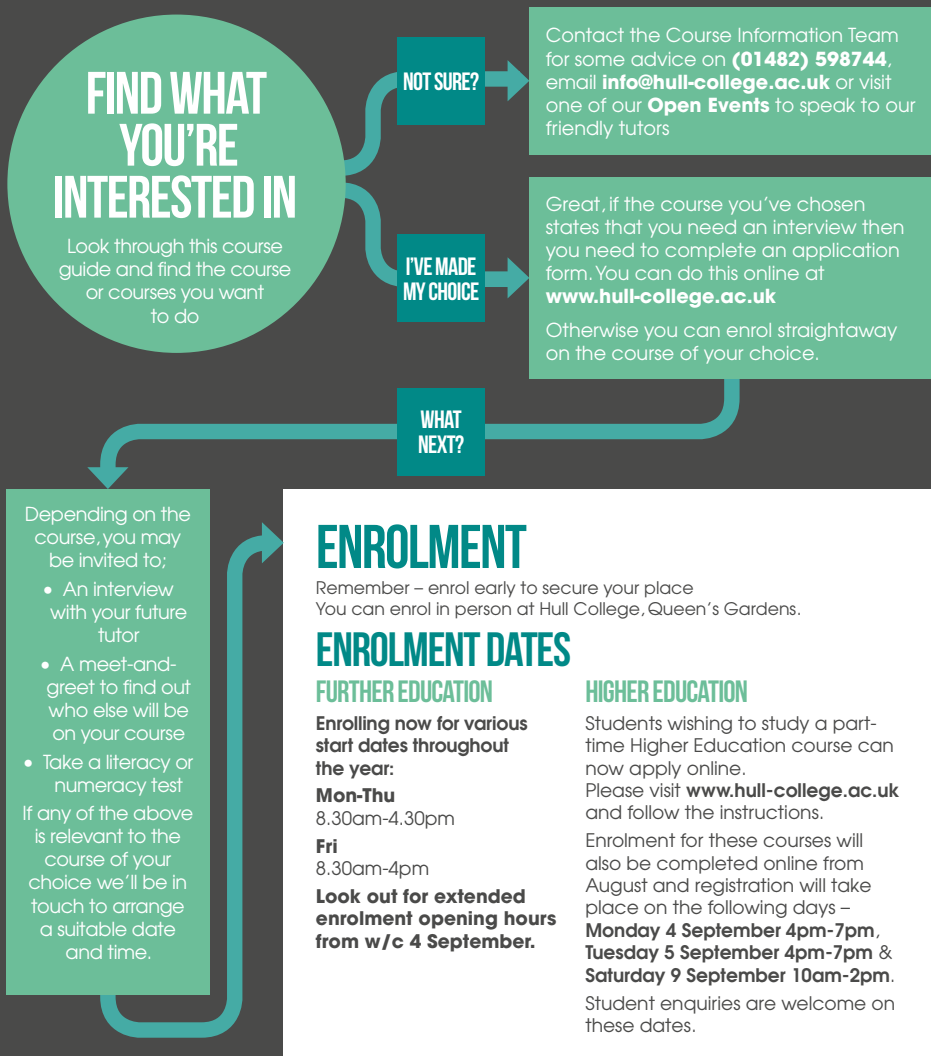 FIND WHAT
YOU'RE
INTERESTED IN
Look through this course
guide and find the course
or courses you want
to do
NOT SURE?
Contact the Course Information Team
for some advice on (01482) 598744,
email info@hull-college.ac.uk or visit
one of our Open Events to speak to our
friendly tutors
I'VE MADE
MY CHOICE
Great, if the course you've chosen
states that you need an interview then
you need to complete an application
form. You can do this online at
www.hull-college.ac.uk
Otherwise you can enrol straightaway
on the course of your choice.
WHAT
NEXT?
Depending on the
course, you may
be invited to;
• An interview
with your future
tutor
• A meet-and-
greet to find out
who else will be
on your course
• Take a literacy or
numeracy test
If any of the above
is relevant to the
course of your
choice we'll be in
touch to arrange
a suitable date
and time.
ENROLMENT
Remember – enrol early to secure your place
You can enrol in person at Hull College, Queen's Gardens.
ENROLMENT DATES
FURTHER EDUCATION
Enrolling now for various
start dates throughout
the year:
Mon-Thu
8.30am-4.30pm
Fri
8.30am-4pm
Look out for extended
enrolment opening hours
from w/c 4 September.
HIGHER EDUCATION
Students wishing to study a part-
time Higher Education course can
now apply online.
Please visit www.hull-college.ac.uk
and follow the instructions.
Enrolment for these courses will
also be completed online from
August and registration will take
place on the following days –
Monday 4 September 4pm-7pm,
Tuesday 5 September 4pm-7pm &
Saturday 9 September 10am-2pm.
Student enquiries are welcome on
these dates.